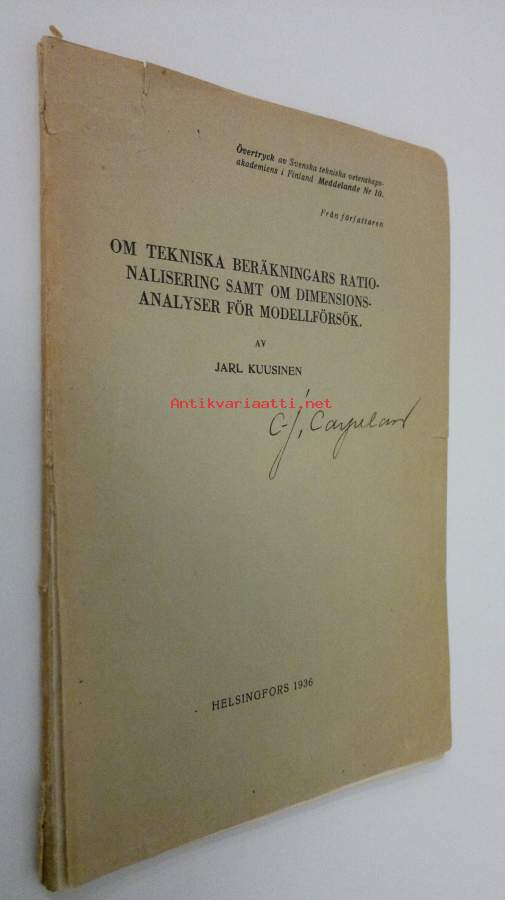 Övertryck av Svenska tekniska vetenskaps-
akademiens i Finland Meddelande Nr 10.
Från författaren
OM TEKNISKA BERÄKNINGARS RATIO-
NALISERING SAMT OM DIMENSIONS-
ANALYSER FÖR MODELLFÖRSÖK.
AV
JARL KUUSINEN
Antikvariaatti.net
C-J. Carpelan
HELSINGFORS 1936